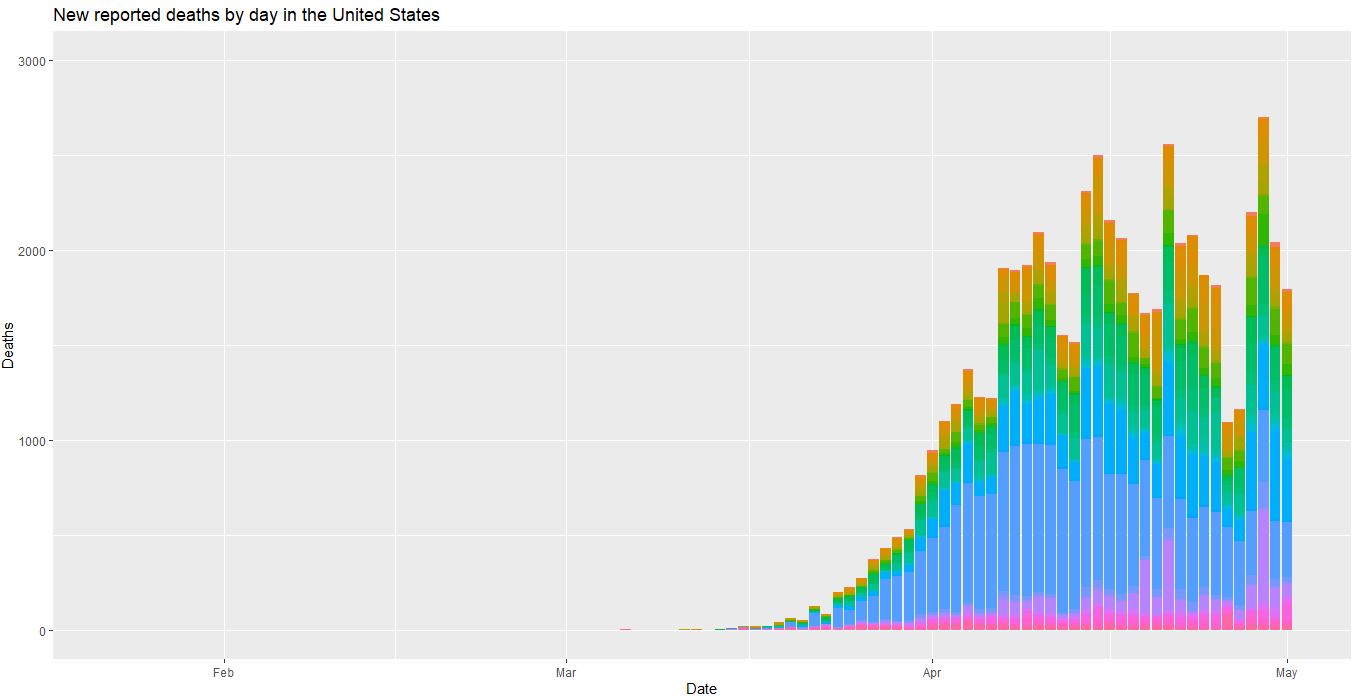 New reported deaths by day in the United States
3000
2000
1000
0
Deaths
Feb
Mar
Apr
May
Date